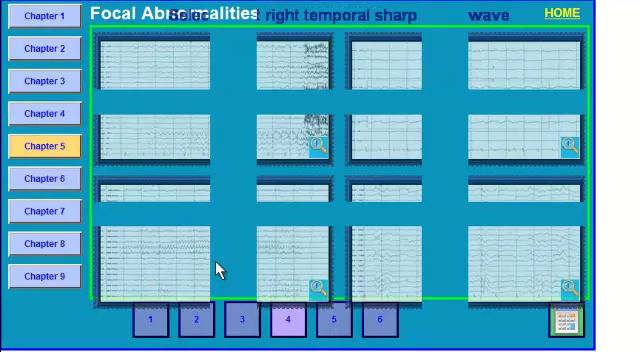 Focal Abnormalities
right temporal sharp wave
HOME
Chapter 1
Chapter 2
Chapter 3
Chapter 4
Chapter 5
Chapter 6
Chapter 7
Chapter 8
Chapter 9
1 2 3 4 5 6